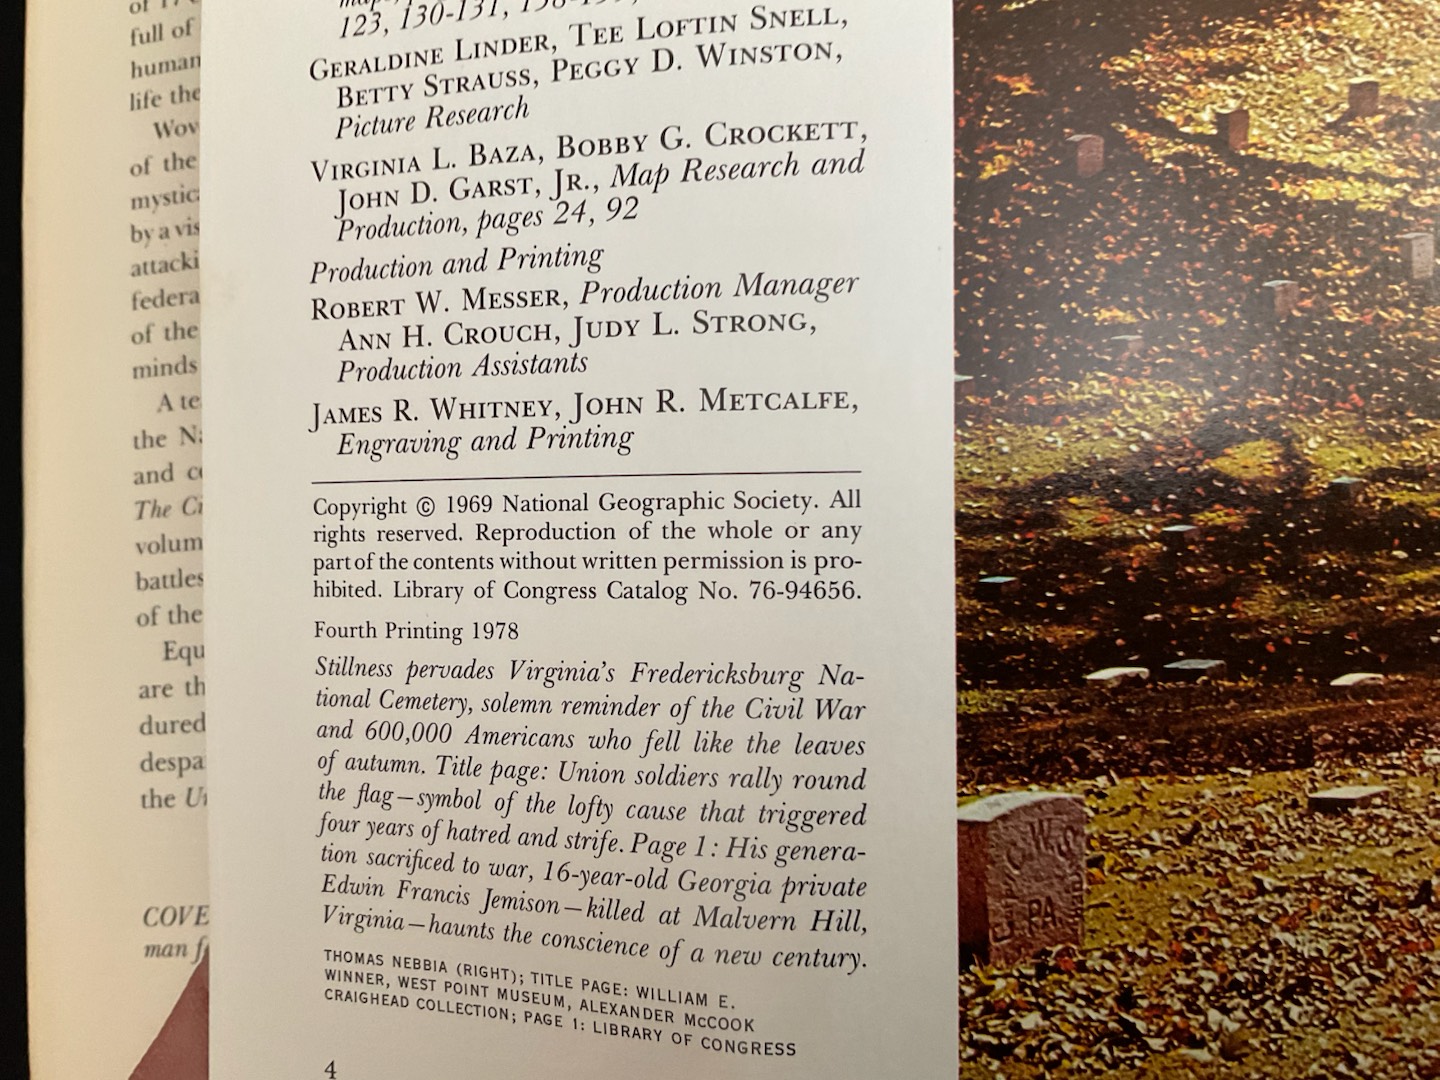 full of
human
life the
Wov
of the
mystic
by a vis
attacki
federa
of the
minds
A te
the Na
and co
The Ci
volum
battles
of the
Equ
are th
dured
despa
the Un
COVE
man f
123, 130-131,
GERALDINE LINDER, TEE LOFTIN SNELL,
BETTY STRAUSS, PEGGY D. WINSTON,
Picture Research
VIRGINIA L. BAZA, BOBBY G. CROCKETT,
JOHN D. GARST, JR., Map Research and
Production, pages 24, 92
Production and Printing
ROBERT W. MESSER, Production Manager
ANN H. CROUCH, JUDY L. STRONG,
Production Assistants
JAMES R. WHITNEY, JOHN R. METCALFE,
Engraving and Printing
Copyright © 1969 National Geographic Society. All
rights reserved. Reproduction of the whole or any
part of the contents without written permission is pro-
hibited. Library of Congress Catalog No. 76-94656.
Fourth Printing 1978
Stillness pervades Virginia's Fredericksburg Na-
tional Cemetery, solemn reminder of the Civil War
and 600,000 Americans who fell like the leaves
of autumn. Title page: Union soldiers rally round
the flag—symbol of the lofty cause that triggered
four years of hatred and strife. Page 1: His genera-
tion sacrificed to war, 16-year-old Georgia private
Edwin Francis Jemison—killed at Malvern Hill,
Virginia—haunts the conscience of a new century.
THOMAS NEBBIA (RIGHT); TITLE PAGE: WILLIAM E.
WINNER, WEST POINT MUSEUM, ALEXANDER McCOOK
CRAIGHEAD COLLECTION; PAGE 1: LIBRARY OF CONGRESS
4
PA.